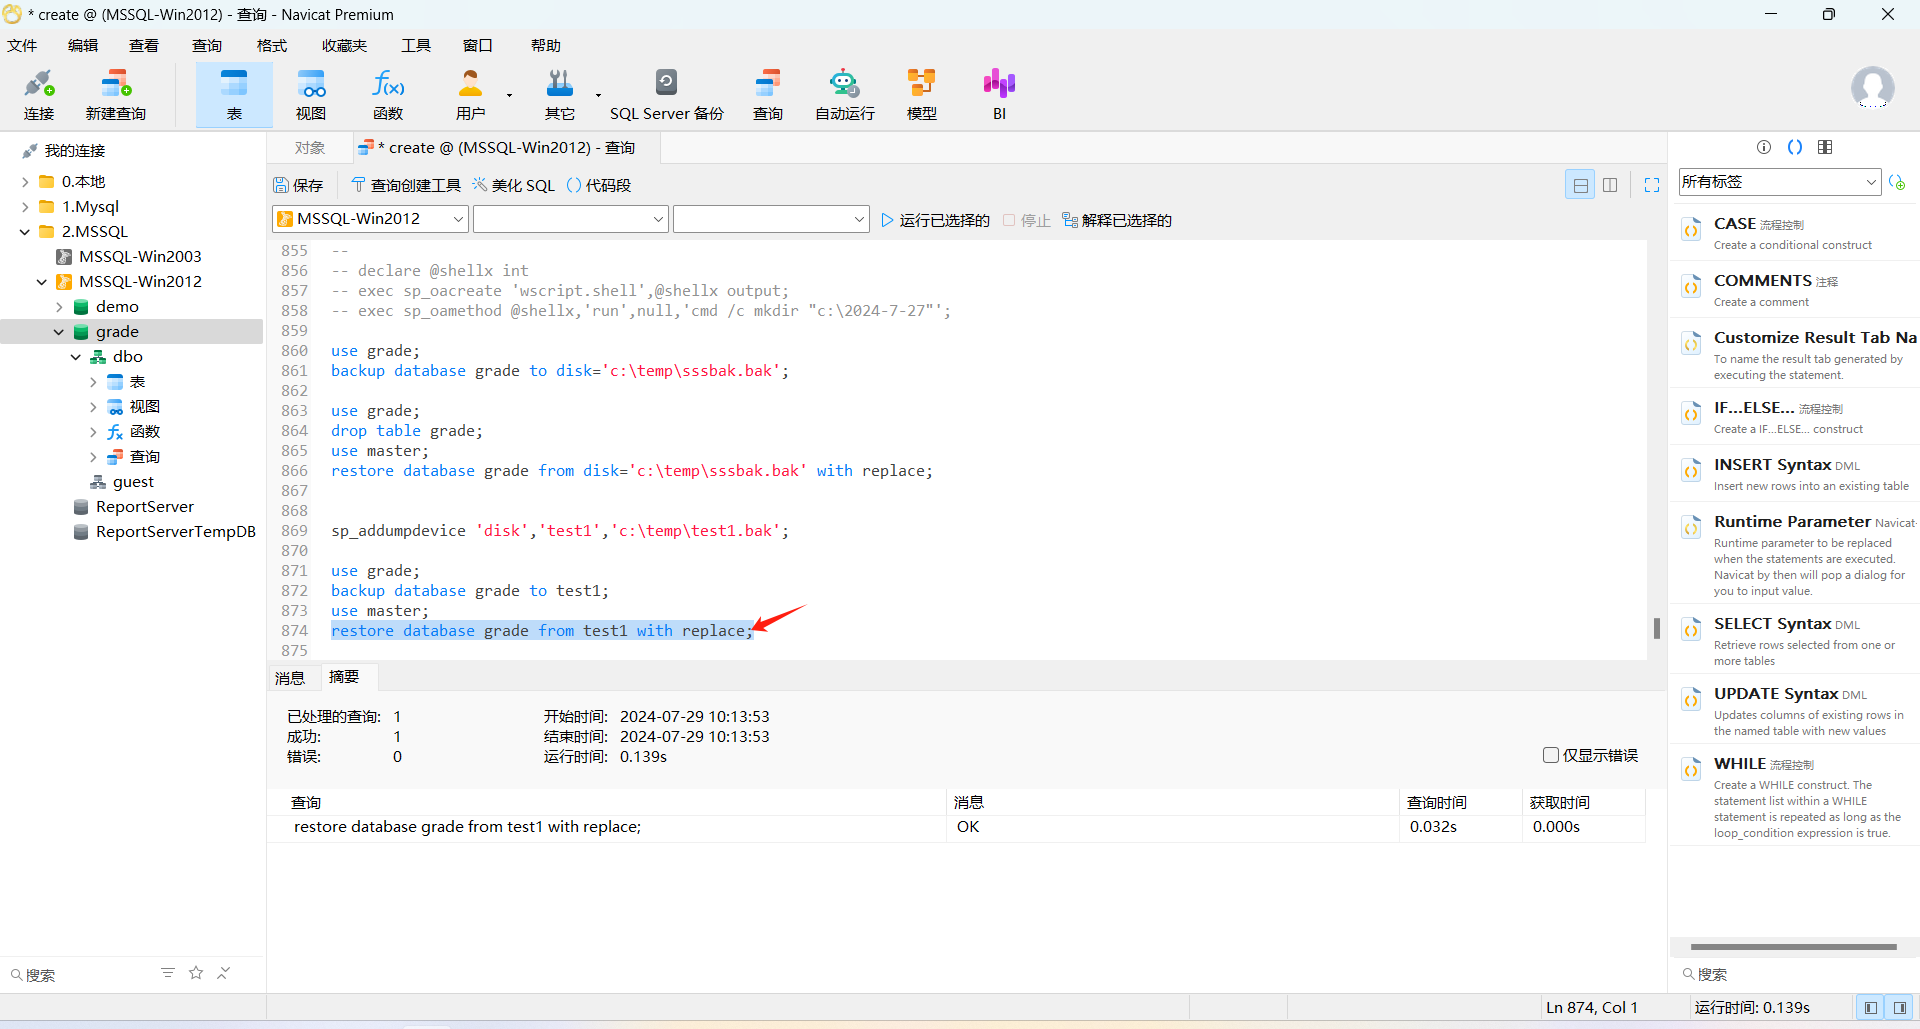 * create @ (MSSQL-Win2012) - 查询 - Navicat Premium
文件 编辑 查看 查询 格式 收藏夹 工具 窗口 帮助
连接 新建查询 表 视图 函数 用户 其它 SQL Server 备份 查询 自动运行 模型 BI
我的连接
0.本地
1.Mysql
2.MSSQL
MSSQL-Win2003
MSSQL-Win2012
demo
grade
dbo
表
视图
函数
查询
guest
ReportServer
ReportServerTempDB
搜索
对象 * create @ (MSSQL-Win2012) - 查询
保存 查询创建工具 美化 SQL 代码段
MSSQL-Win2012 运行已选择的 停止 解释已选择的
855 --
856 -- declare @shellx int
857 -- exec sp_oacreate 'wscript.shell',@shellx output;
858 -- exec sp_oamethod @shellx,'run',null,'cmd /c mkdir "c:\2024-7-27"';
859
860 use grade;
861 backup database grade to disk='c:\temp\sssbak.bak';
862
863 use grade;
864 drop table grade;
865 use master;
866 restore database grade from disk='c:\temp\sssbak.bak' with replace;
867
868
869 sp_addumpdevice 'disk','test1','c:\temp\test1.bak';
870
871 use grade;
872 backup database grade to test1;
873 use master;
874 restore database grade from test1 with replace;
875
消息 摘要
已处理的查询: 1 开始时间: 2024-07-29 10:13:53
成功: 1 结束时间: 2024-07-29 10:13:53
错误: 0 运行时间: 0.139s
仅显示错误
查询 消息 查询时间 获取时间
restore database grade from test1 with replace; OK 0.032s 0.000s
所有标签
CASE 流程控制
Create a conditional construct
COMMENTS 注释
Create a comment
Customize Result Tab Na
To name the result tab generated by
executing the statement.
IF...ELSE... 流程控制
Create a IF...ELSE... construct
INSERT Syntax DML
Insert new rows into an existing table
Runtime Parameter Navicat
Runtime parameter to be replaced
when the statements are executed.
Navicat by then will pop a dialog for
you to input value.
SELECT Syntax DML
Retrieve rows selected from one or
more tables
UPDATE Syntax DML
Updates columns of existing rows in
the named table with new values
WHILE 流程控制
Create a WHILE construct. The
statement list within a WHILE
statement is repeated as long as the
loop_condition expression is true.
搜索
Ln 874, Col 1 运行时间: 0.139s